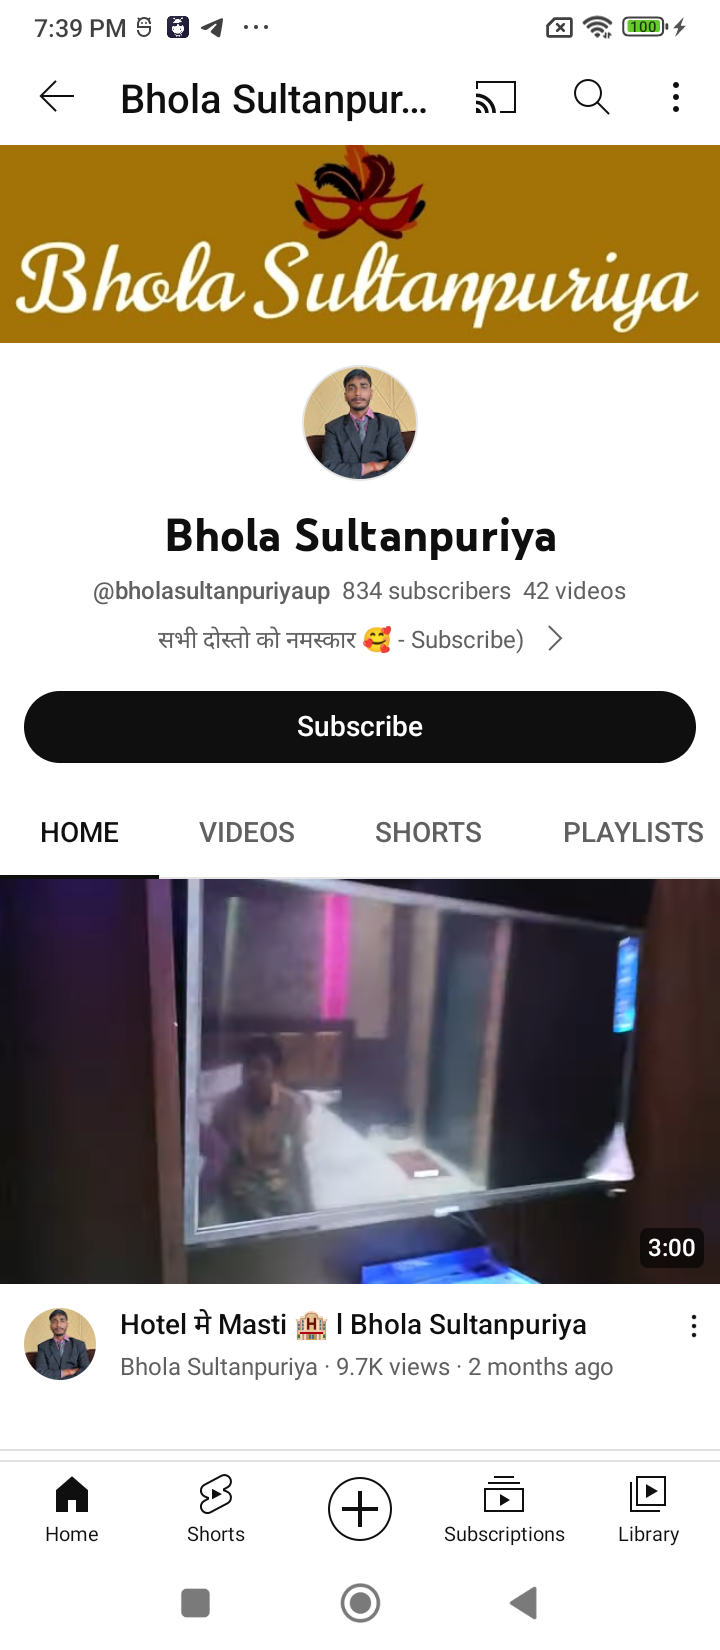 7:39 PM
100
Bhola Sultanpur...
Bhola Sultanpuriya
Bhola Sultanpuriya
@bholasultanpuriyaup 834 subscribers 42 videos
सभी दोस्तो को नमस्कार 🥰 - Subscribe)
Subscribe
HOME VIDEOS SHORTS PLAYLISTS
3:00
Hotel मे Masti 🏨 l Bhola Sultanpuriya
Bhola Sultanpuriya · 9.7K views · 2 months ago
Home Shorts Subscriptions Library